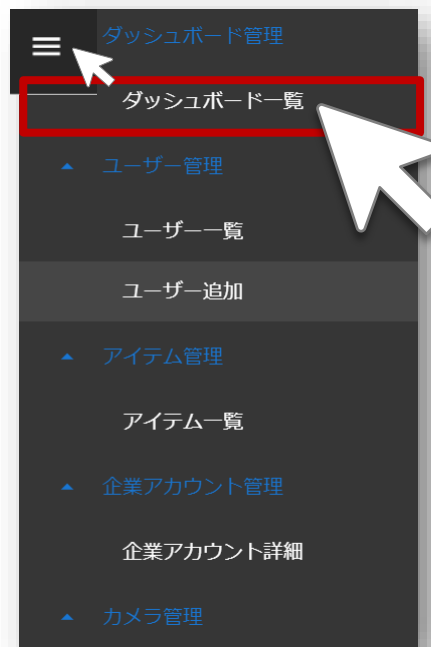 ダッシュボード管理
ダッシュボード一覧
ユーザー管理
ユーザー一覧
ユーザー追加
アイテム管理
アイテム一覧
企業アカウント管理
企業アカウント詳細
カメラ管理